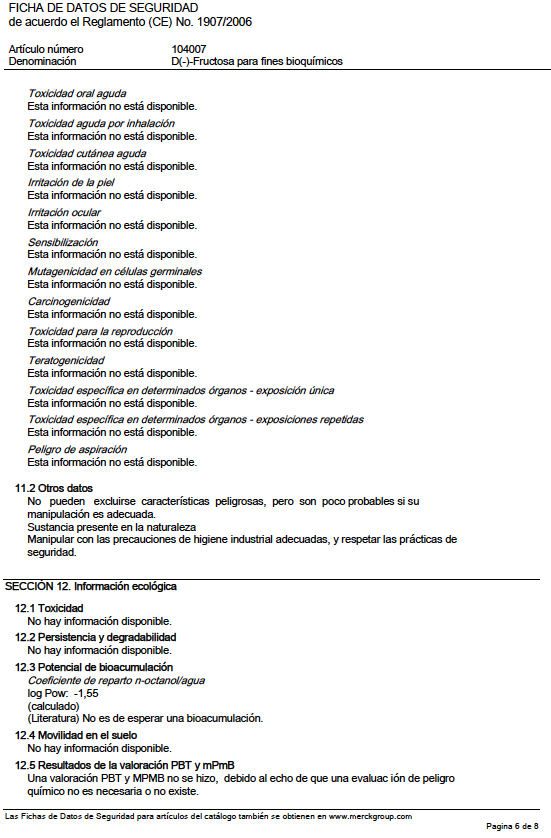 FICHA DE DATOS DE SEGURIDAD
de acuerdo el Reglamento (CE) No. 1907/2006
Artículo número 104007
Denominación D(-)-Fructosa para fines bioquímicos
Toxicidad oral aguda
Esta información no está disponible.
Toxicidad aguda por inhalación
Esta información no está disponible.
Toxicidad cutánea aguda
Esta información no está disponible.
Irritación de la piel
Esta información no está disponible.
Irritación ocular
Esta información no está disponible.
Sensibilización
Esta información no está disponible.
Mutagenicidad en células germinales
Esta información no está disponible.
Carcinogenicidad
Esta información no está disponible.
Toxicidad para la reproducción
Esta información no está disponible.
Teratogenicidad
Esta información no está disponible.
Toxicidad específica en determinados órganos - exposición única
Esta información no está disponible.
Toxicidad específica en determinados órganos - exposiciones repetidas
Esta información no está disponible.
Peligro de aspiración
Esta información no está disponible.
11.2 Otros datos
No pueden excluirse características peligrosas, pero son poco probables si su
manipulación es adecuada.
Sustancia presente en la naturaleza
Manipular con las precauciones de higiene industrial adecuadas, y respetar las prácticas de
seguridad.
SECCIÓN 12. Información ecológica
12.1 Toxicidad
No hay información disponible.
12.2 Persistencia y degradabilidad
No hay información disponible.
12.3 Potencial de bioacumulación
Coeficiente de reparto n-octanol/agua
log Pow: -1,55
(calculado)
(Literatura) No es de esperar una bioacumulación.
12.4 Movilidad en el suelo
No hay información disponible.
12.5 Resultados de la valoración PBT y mPmB
Una valoración PBT y MPMB no se hizo, debido al echo de que una evaluac ión de peligro
químico no es necesaria o no existe.
Las Fichas de Datos de Seguridad para artículos del catálogo también se obtienen en www.merckgroup.com
Pagina 6 de 8